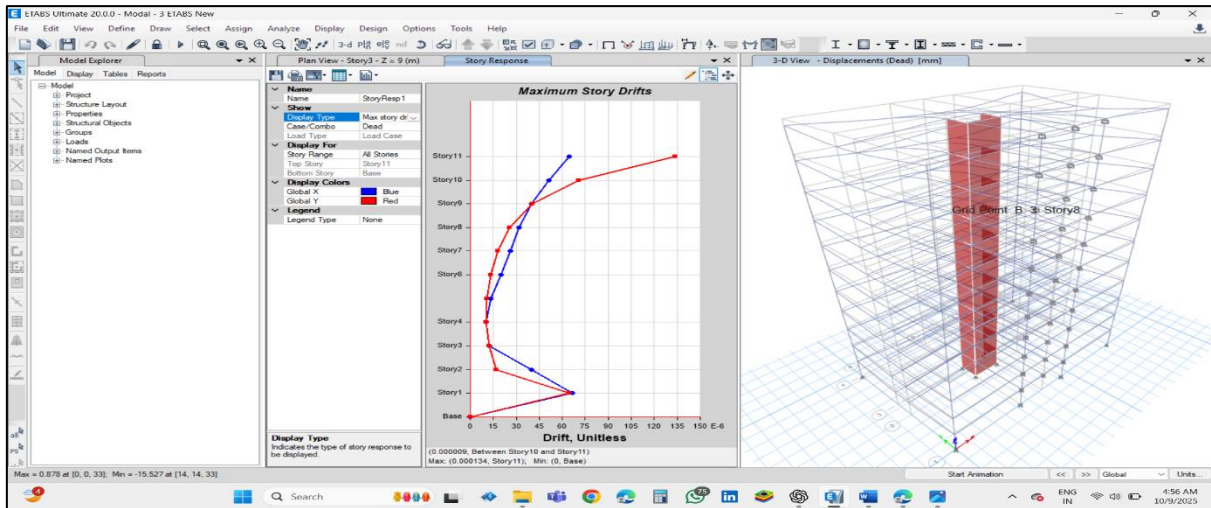 ETABS Ultimate 20.0.0 - Modal - 3 ETABS New
File Edit View Define Draw Select Assign Analyze Display Design Options Tools Help
3-d
nd
Model Explorer
Plan View - Story3 - Z = 9 (m)
Story Response
3-D View - Displacements (Dead) [mm]
Model Display Tables Reports
Model
Project
Structure Layout
Properties
Structural Objects
Groups
Loads
Named Output Items
Named Plots
Name
Name StoryResp1
Show
Display Type Max story dr
Case/Combo Dead
Load Type Load Case
Display For
Story Range All Stories
Top Story Story11
Bottom Story Base
Display Colors
Global X Blue
Global Y Red
Legend
Legend Type None
Display Type
Indicates the type of story response to
be displayed.
Maximum Story Drifts
Story11
Story10
Story9
Story8
Story7
Story6
Story4
Story3
Story2
Story1
Base
0 15 30 45 60 75 90 105 120 135 150 E-6
Drift, Unitless
(0.000009, Between Story10 and Story11)
Max: (0.000134, Story11); Min: (0, Base)
Grid Point B 3 Story8
Max = 0.878 at [0, 0, 33]; Min = -15.527 at [14, 14, 33]
Start Animation << >> Global Units...
4
Search
75
ENG
IN
4:56 AM
10/9/2025